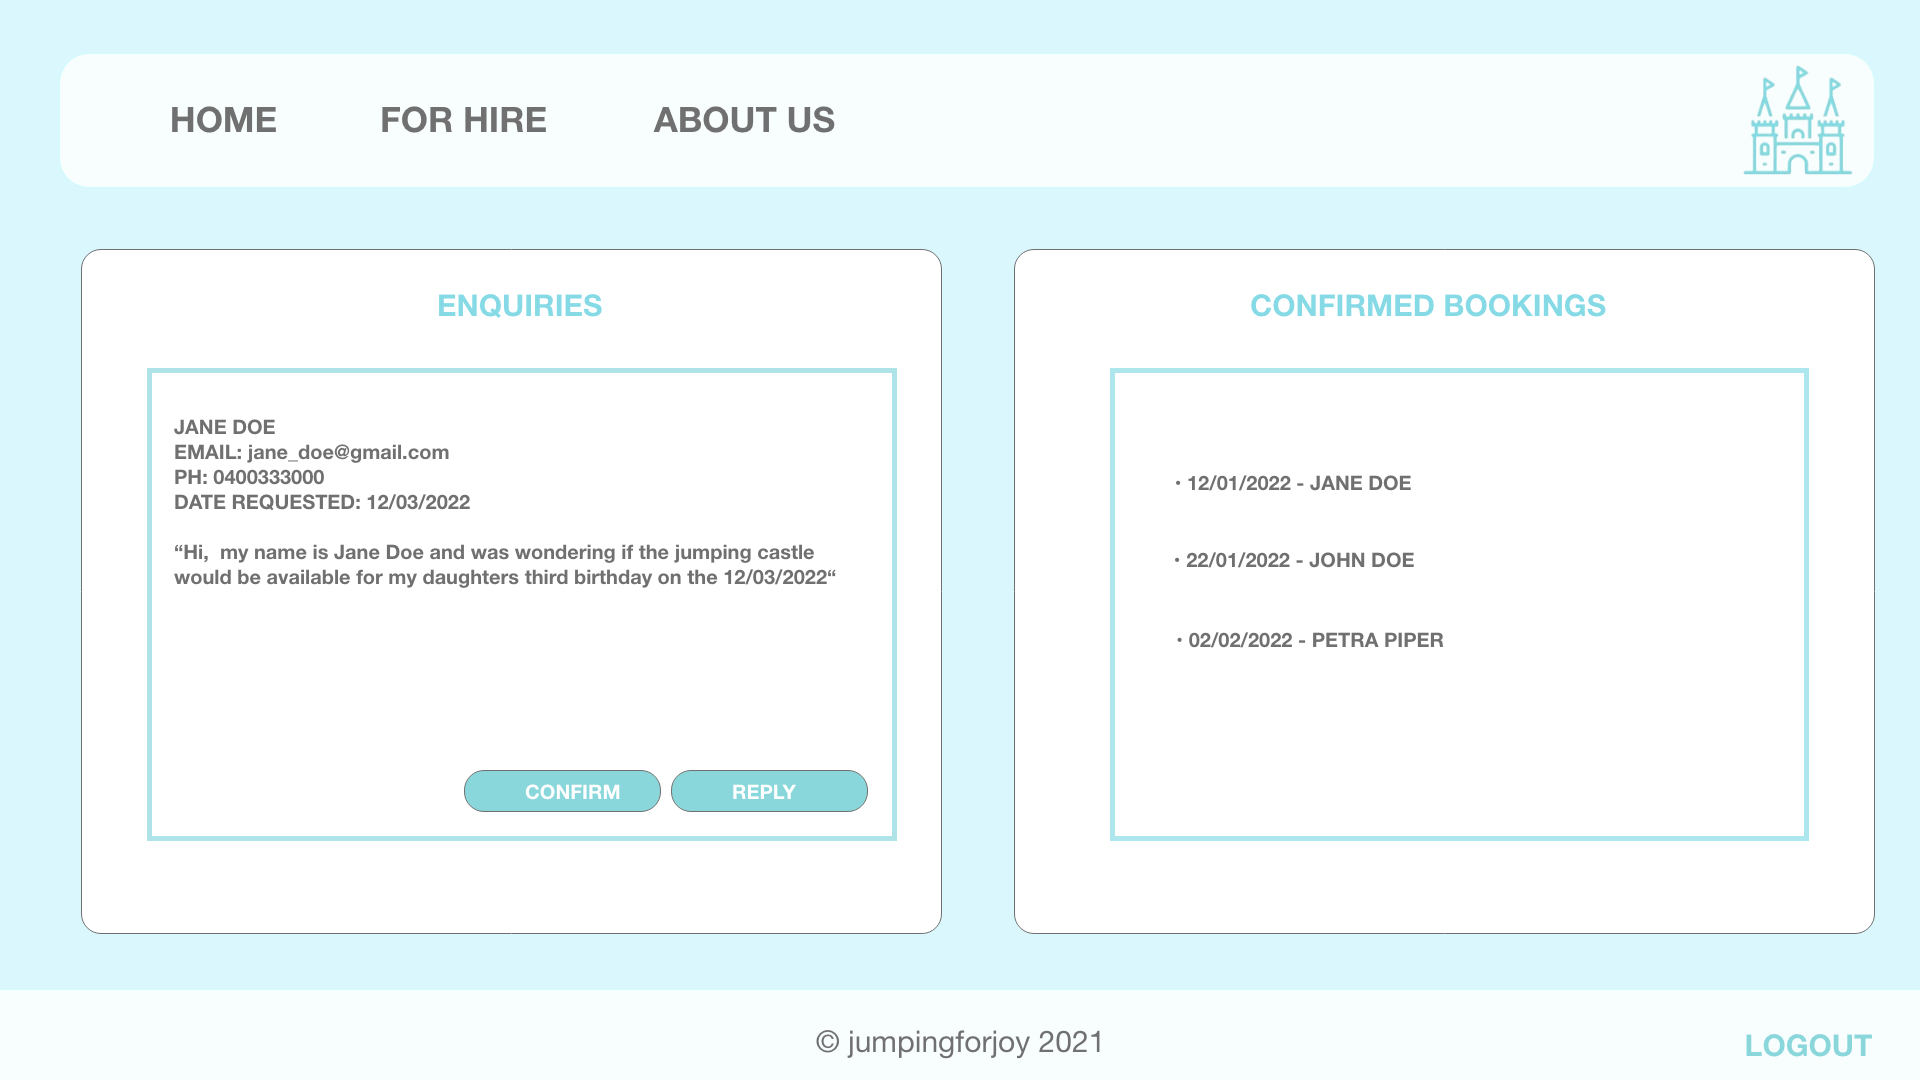 HOME
FOR HIRE
ABOUT US
ENQUIRIES
JANE DOE
EMAIL: jane_doe@gmail.com
PH: 0400333000
DATE REQUESTED: 12/03/2022
“Hi,  my name is Jane Doe and was wondering if the jumping castle
would be available for my daughters third birthday on the 12/03/2022“
CONFIRM
REPLY
CONFIRMED BOOKINGS
· 12/01/2022 - JANE DOE
· 22/01/2022 - JOHN DOE
· 02/02/2022 - PETRA PIPER
© jumpingforjoy 2021
LOGOUT